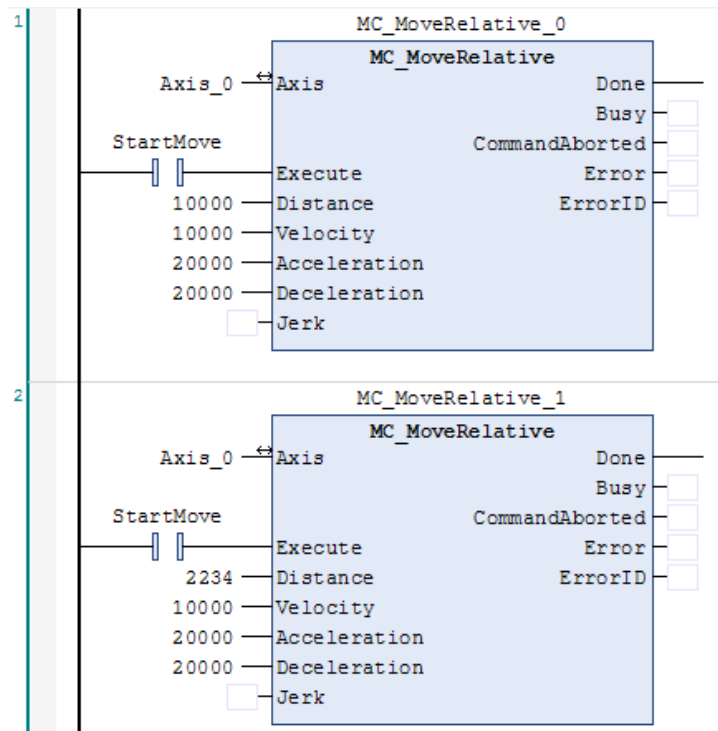 1
MC_MoveRelative_0
MC_MoveRelative
Axis_0 Axis Done
Busy
StartMove CommandAborted
Execute Error
10000 Distance ErrorID
10000 Velocity
20000 Acceleration
20000 Deceleration
Jerk
2
MC_MoveRelative_1
MC_MoveRelative
Axis_0 Axis Done
Busy
StartMove CommandAborted
Execute Error
2234 Distance ErrorID
10000 Velocity
20000 Acceleration
20000 Deceleration
Jerk